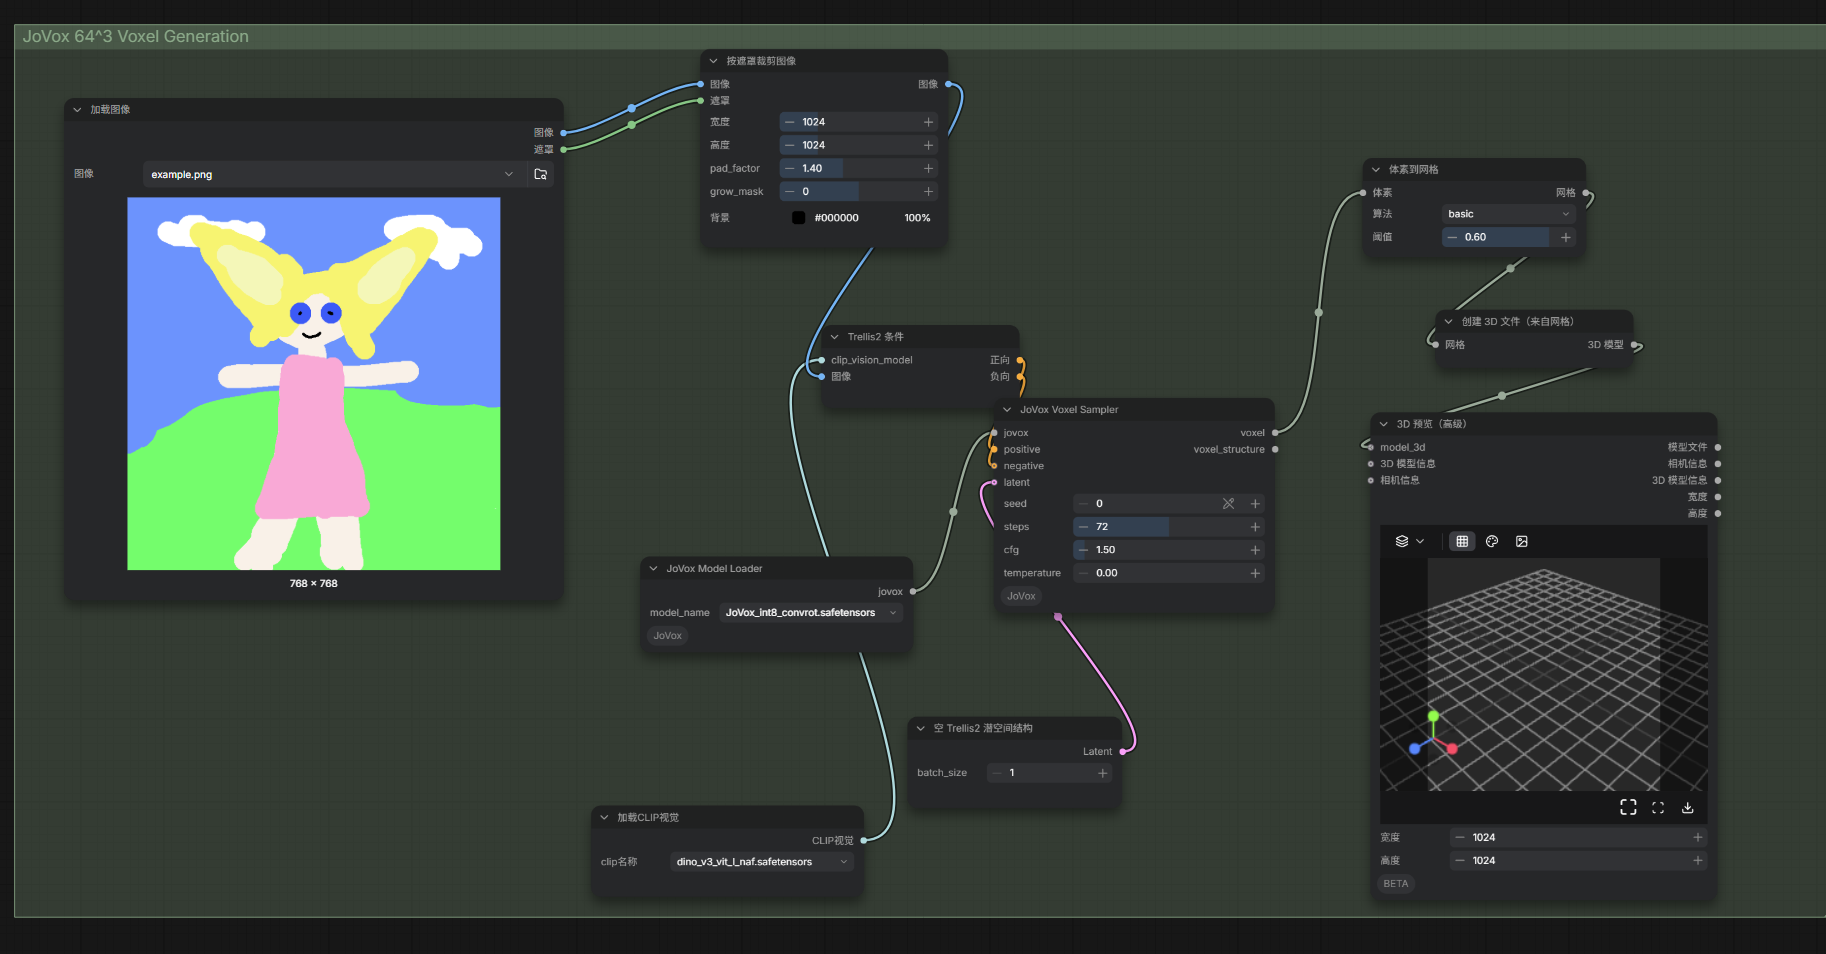 JoVox 64^3 Voxel Generation
加载图像
图像
遮罩
图像
example.png
768 × 768
按遮罩裁剪图像
图像
图像
遮罩
宽度
1024
高度
1024
pad_factor
1.40
grow_mask
0
背景
#000000
100%
Trellis2 条件
clip_vision_model
正向
图像
负向
JoVox Voxel Sampler
jovox
voxel
positive
voxel_structure
negative
latent
seed
0
steps
72
cfg
1.50
temperature
0.00
JoVox
JoVox Model Loader
jovox
model_name
JoVox_int8_convrot.safetensors
JoVox
空 Trellis2 潜空间结构
Latent
batch_size
1
加载CLIP视觉
CLIP视觉
clip名称
dino_v3_vit_l_naf.safetensors
体素到网格
体素
网格
算法
basic
阈值
0.60
创建 3D 文件（来自网格）
网格
3D 模型
3D 预览（高级）
model_3d
模型文件
3D 模型信息
相机信息
相机信息
3D 模型信息
宽度
高度
宽度
1024
高度
1024
BETA